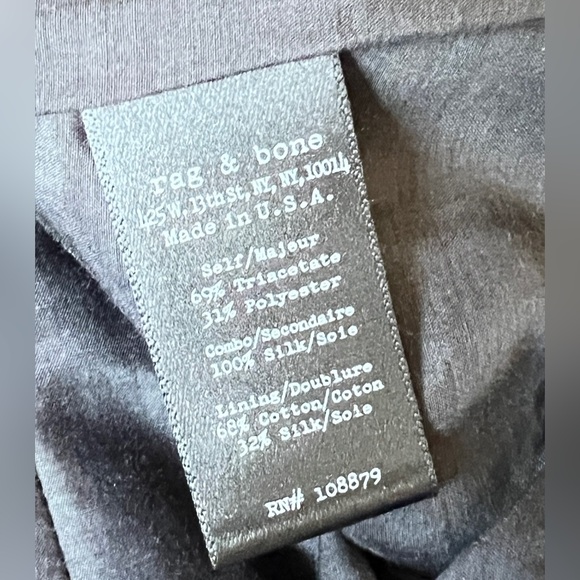 rag & bone
425 W. 13th St, NY, NY, 10014
Made in U.S.A.
Self/Majeur
69% Triacetate
31% Polyester
Combo/Secondaire
100% Silk/Soie
Lining/Doublure
68% Cotton/Coton
32% Silk/Soie
RN# 108879